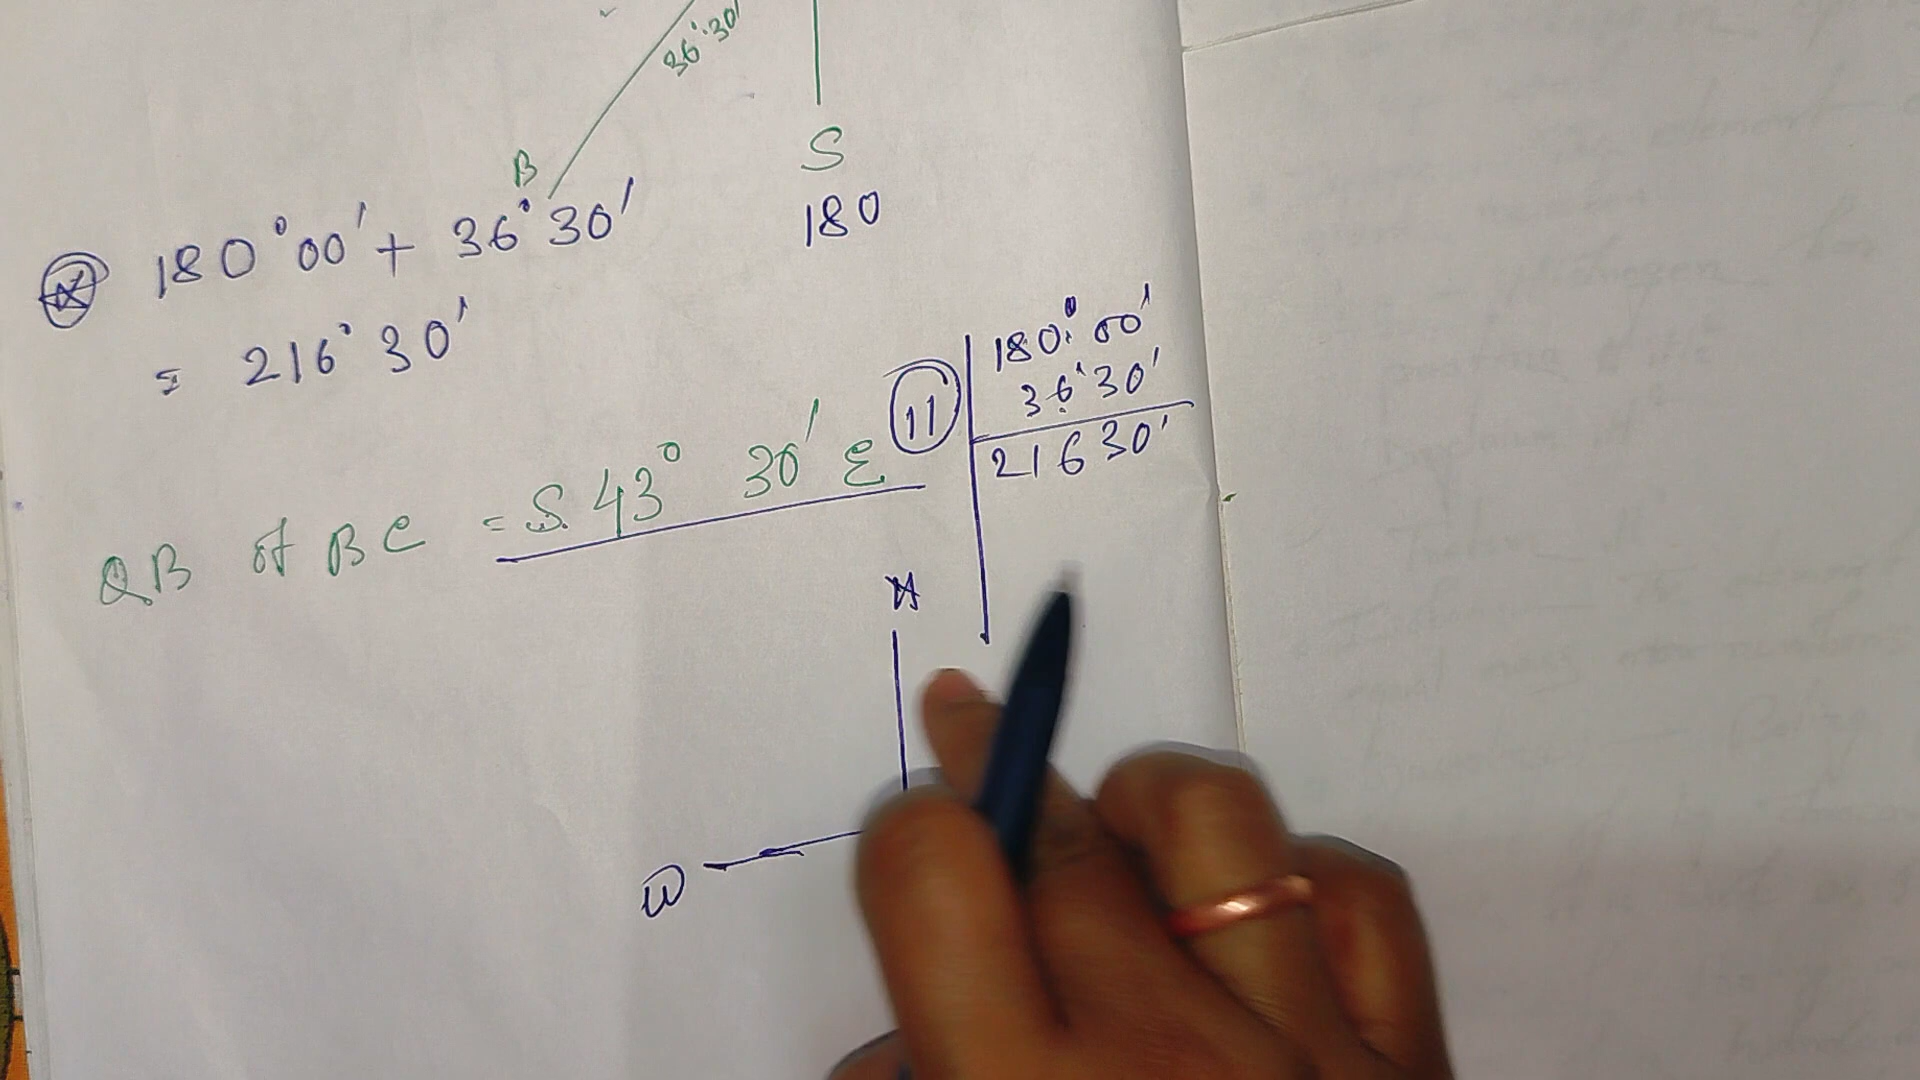 36°30'
B
S
180
180°00' + 36°30'
= 216°30'
11
180°00'
36°30'
216 30'
QB of BC = S. 43° 30' E
N
W